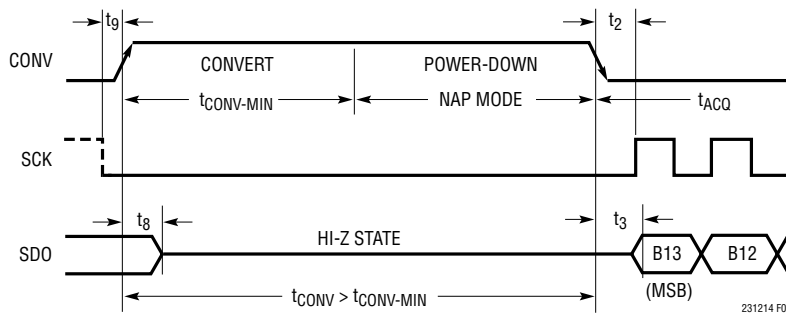 t9
t2
CONV
CONVERT
POWER-DOWN
tCONV-MIN
NAP MODE
tACQ
SCK
t8
t3
SDO
HI-Z STATE
B13
B12
(MSB)
tCONV > tCONV-MIN
231214 F0